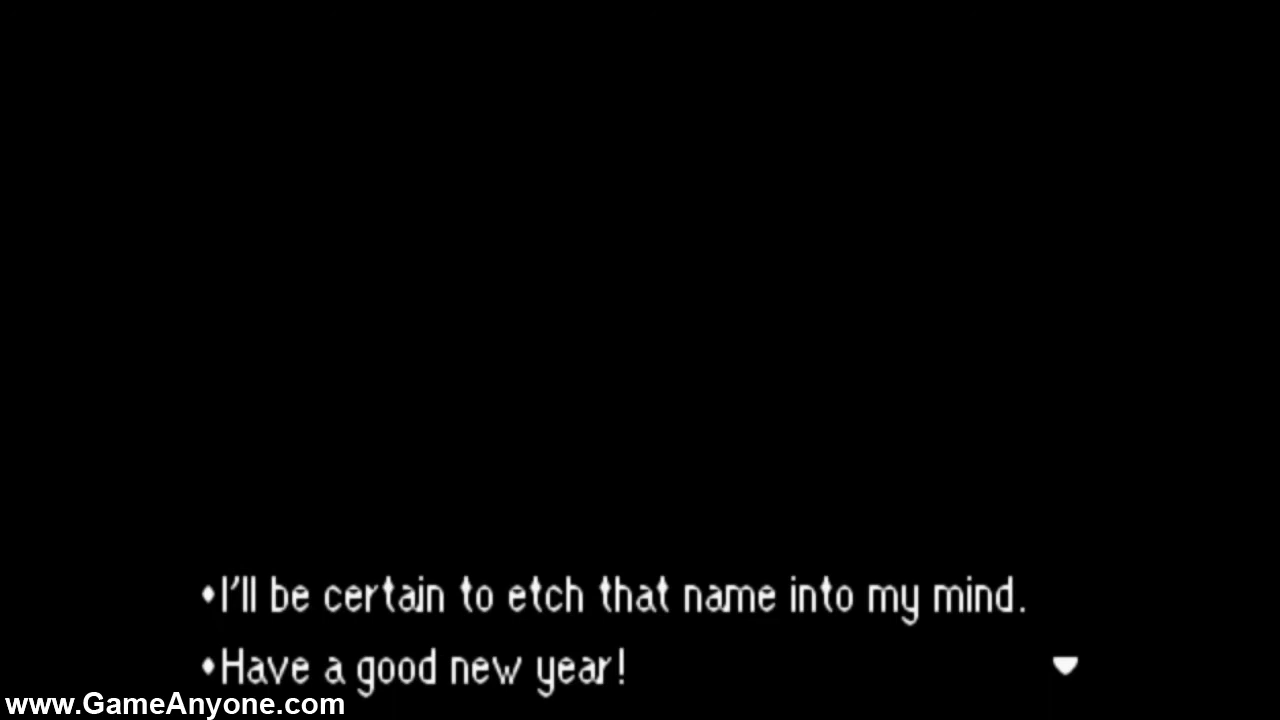 •I'll be certain to etch that name into my mind.
•Have a good new year!
www.GameAnyone.com